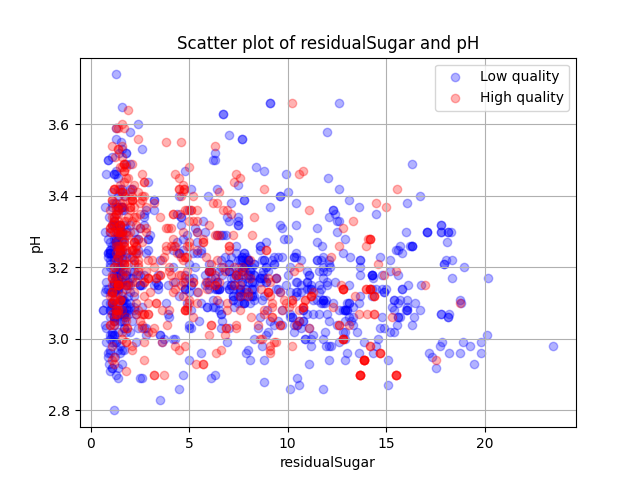 Scatter plot of residualSugar and pH
Low quality
High quality
3.6
3.4
3.2
3.0
2.8
pH
0 5 10 15 20
residualSugar